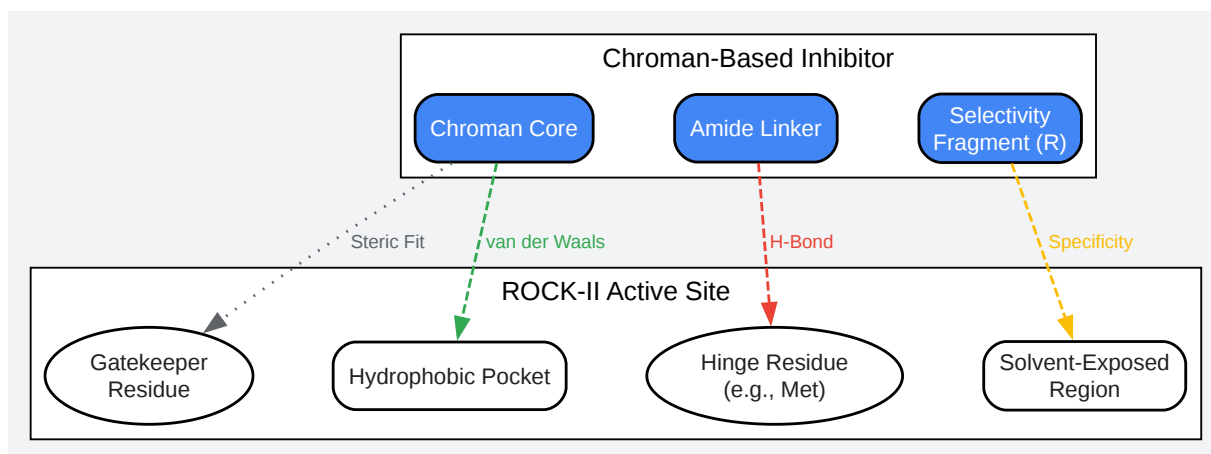 Chroman-Based Inhibitor
Chroman Core
Amide Linker
Selectivity
Fragment (R)
Steric Fit
van der Waals
H-Bond
Specificity
ROCK-II Active Site
Gatekeeper
Residue
Hydrophobic Pocket
Hinge Residue
(e.g., Met)
Solvent-Exposed
Region